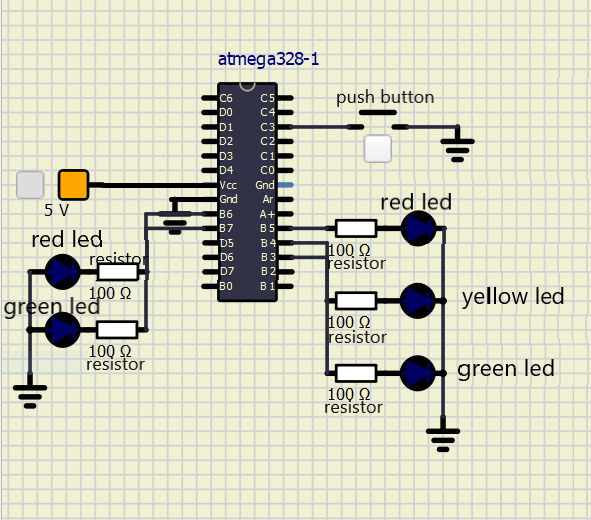 atmega328-1
push button
C6 C5
D0 C4
D1 C3
D2 C2
D3 C1
D4 C0
Vcc Gnd
Gnd Ar
B6 A+
B7 B5
D5 B4
D6 B3
D7 B2
B0 B1
5 V
red led
resistor
100 Ω
green led
100 Ω
resistor
red led
100 Ω
resistor
yellow led
100 Ω
resistor
green led
100 Ω
resistor